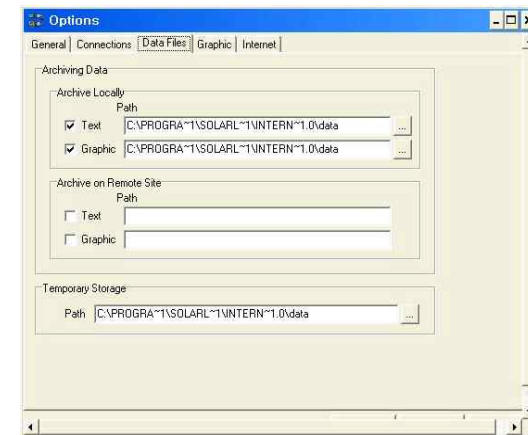 Options
General Connections Data Files Graphic Internet
Archiving Data
Archive Locally
Path
Text C:\PROGRA~1\SOLARL~1\INTERN~1.0\data ...
Graphic C:\PROGRA~1\SOLARL~1\INTERN~1.0\data ...
Archive on Remote Site
Path
Text
Graphic
Temporary Storage
Path C:\PROGRA~1\SOLARL~1\INTERN~1.0\data ...